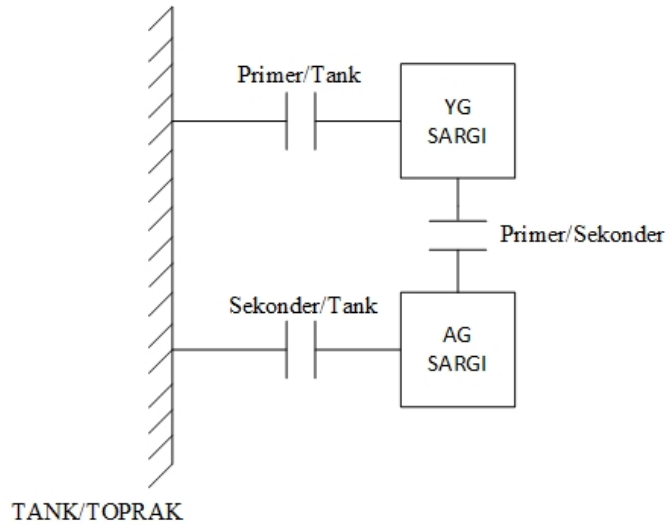 Primer/Tank
YG
SARGI
Primer/Sekonder
Sekonder/Tank
AG
SARGI
TANK/TOPRAK